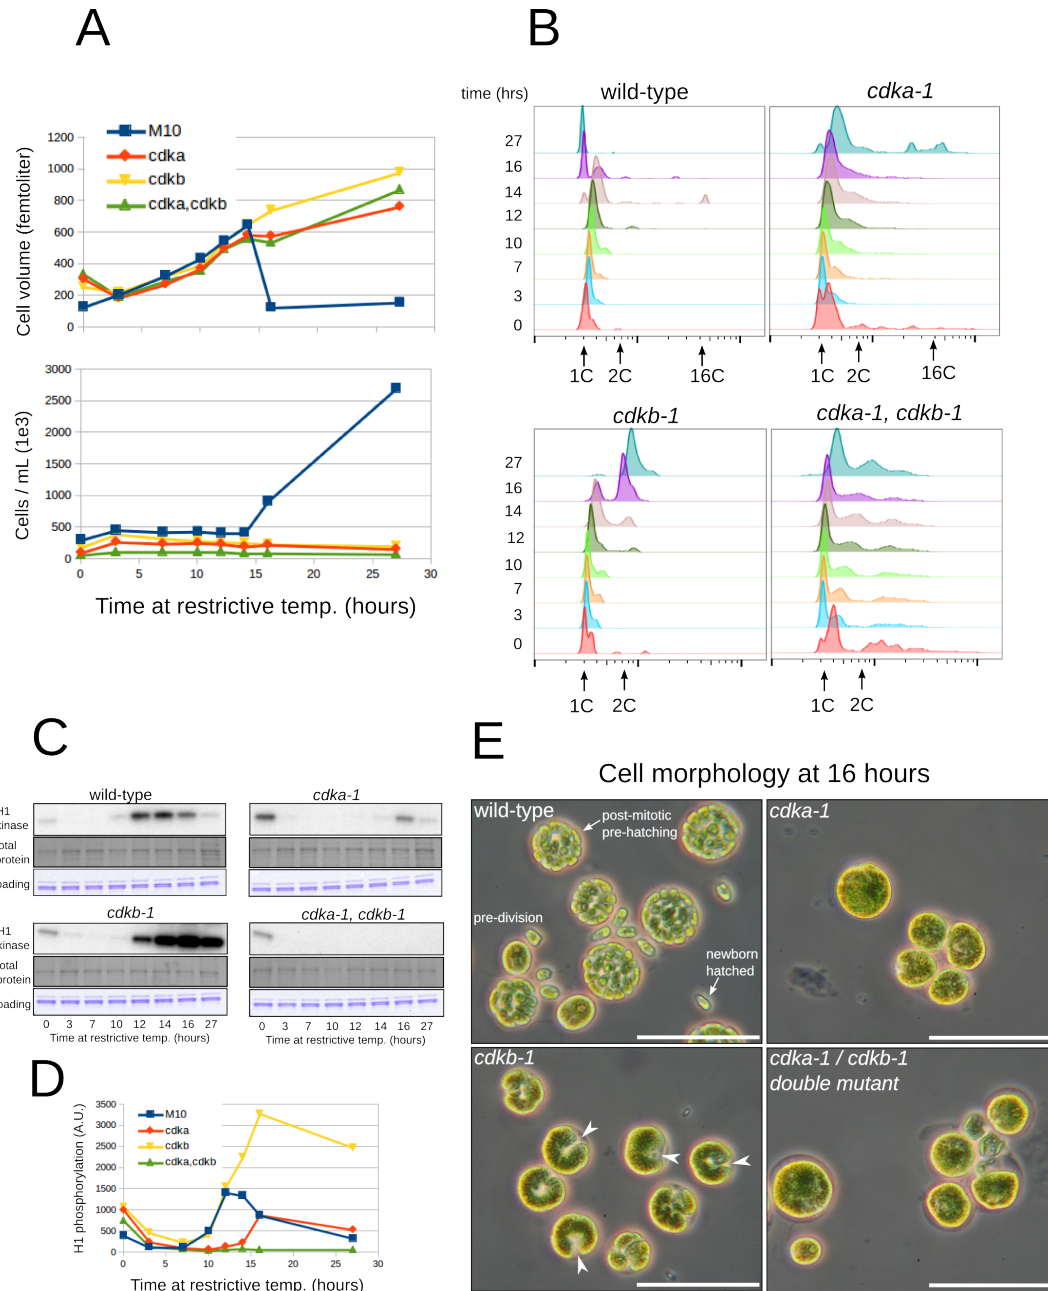 A
Cell volume (femtoliter)
M10
cdka
cdkb
cdka,cdkb
1200
1000
800
600
400
200
0
Cells / mL (1e3)
3000
2500
2000
1500
1000
500
0
0 5 10 15 20 25 30
Time at restrictive temp. (hours)
B
time (hrs)
wild-type
cdka-1
27
16
14
12
10
7
3
0
1C 2C 16C
1C 2C 16C
cdkb-1
cdka-1, cdkb-1
27
16
14
12
10
7
3
0
1C 2C
1C 2C
C
wild-type
cdka-1
H1
kinase
otal
protein
oading
cdkb-1
cdka-1, cdkb-1
H1
kinase
otal
protein
oading
0 3 7 10 12 14 16 27
Time at restrictive temp. (hours)
0 3 7 10 12 14 16 27
Time at restrictive temp. (hours)
D
H1 phosphorylation (A.U.)
M10
cdka
cdkb
cdka,cdkb
3500
3000
2500
2000
1500
1000
500
0
0 5 10 15 20 25 30
Time at restrictive temp. (hours)
E
Cell morphology at 16 hours
wild-type
post-mitotic
pre-hatching
pre-division
newborn
hatched
cdka-1
cdkb-1
cdka-1 / cdkb-1
double mutant